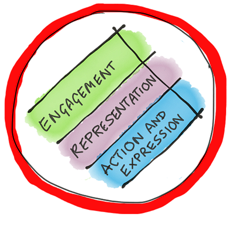 ENGAGEMENT
REPRESENTATION
ACTION AND
EXPRESSION